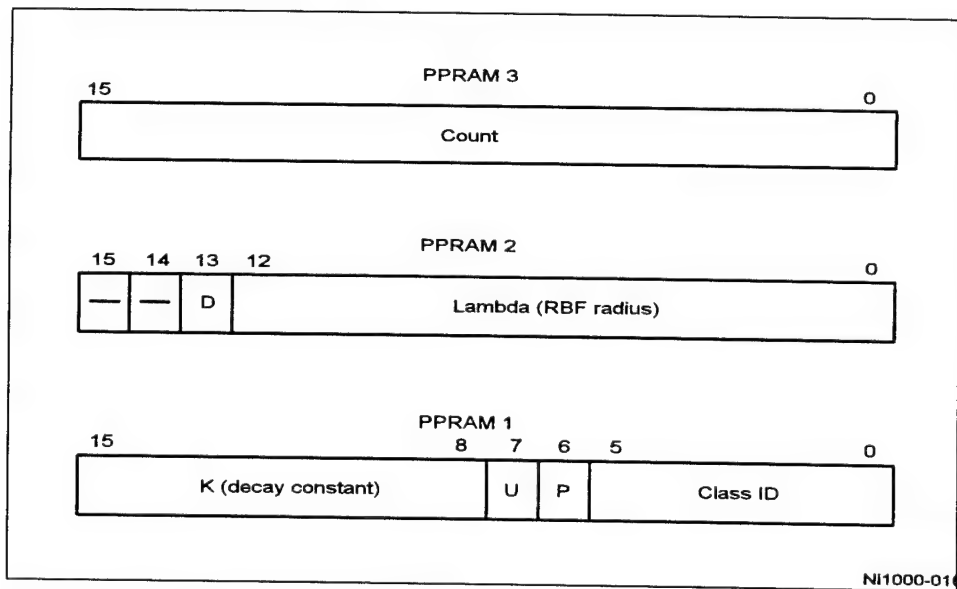 PPRAM 3
15 0
Count
PPRAM 2
15 14 13 12 0
— — D Lambda (RBF radius)
PPRAM 1
15 8 7 6 5 0
K (decay constant) U P Class ID